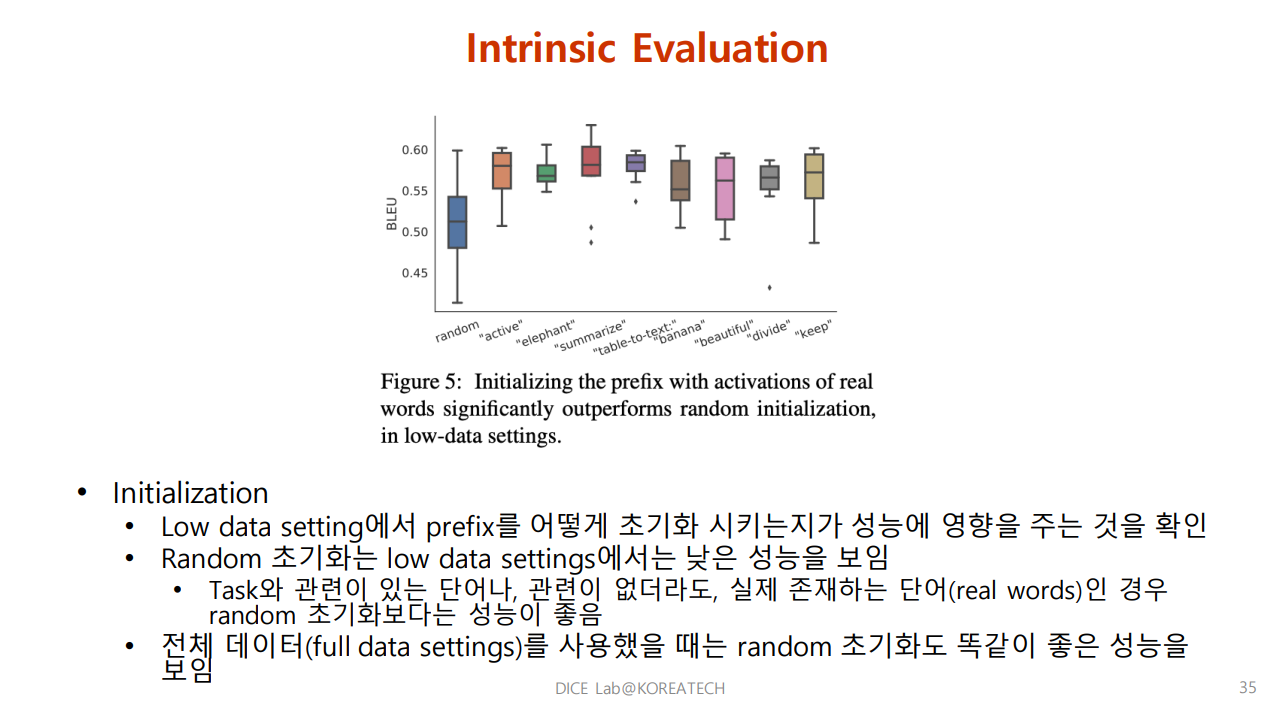 Intrinsic Evaluation
0.60
0.55
0.50
0.45
BLEU
random
"active"
"elephant"
"summarize"
"table-to-text:"
"banana"
"beautiful"
"divide"
"keep"
Figure 5: Initializing the prefix with activations of real
words significantly outperforms random initialization,
in low-data settings.
• Initialization
• Low data setting에서 prefix를 어떻게 초기화 시키는지가 성능에 영향을 주는 것을 확인
• Random 초기화는 low data settings에서는 낮은 성능을 보임
• Task와 관련이 있는 단어나, 관련이 없더라도, 실제 존재하는 단어(real words)인 경우
random 초기화보다는 성능이 좋음
• 전체 데이터(full data settings)를 사용했을 때는 random 초기화도 똑같이 좋은 성능을
보임
DICE Lab@KOREATECH
35